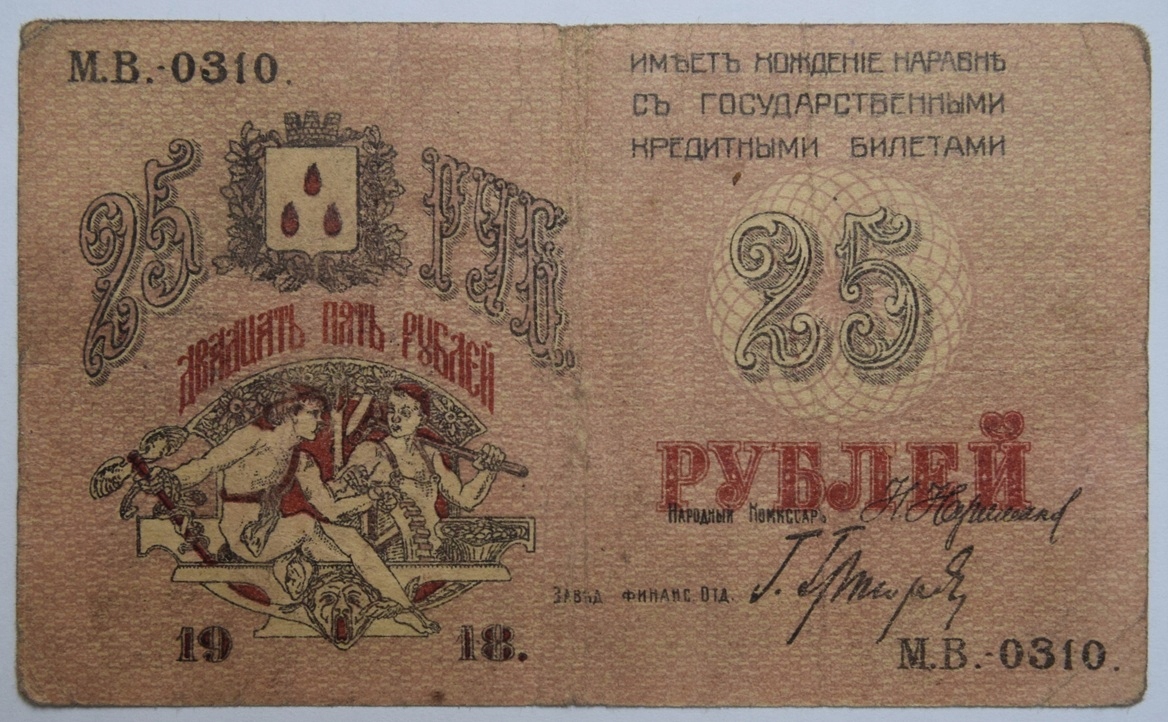 М.В.-0310.
25 РУБ.
ДВАДЦАТЬ ПЯТЬ РУБЛЕЙ
19 18.
ИМѢЕТЪ ХОЖДЕНІЕ НАРАВНѢ
СЪ ГОСУДАРСТВЕННЫМИ
КРЕДИТНЫМИ БИЛЕТАМИ
25
РУБЛЕЙ
НАРОДНЫЙ КОМИССАРЪ
ЗАВѢД ФИНАНС. ОТД.
М.В.-0310.